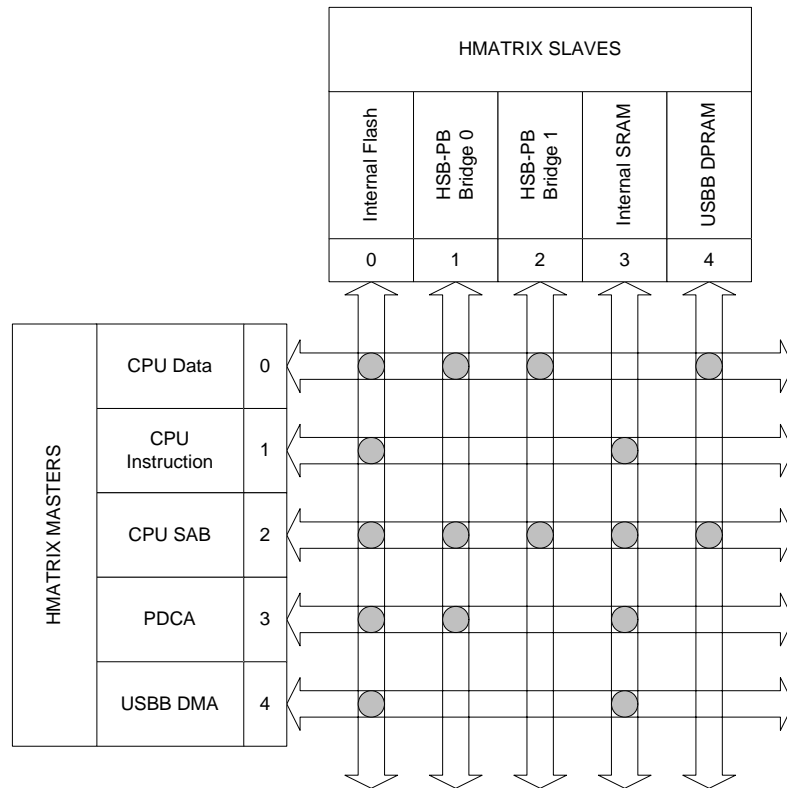 HMATRIX SLAVES
Internal Flash
HSB-PB
Bridge 0
HSB-PB
Bridge 1
Internal SRAM
USBB DPRAM
0
1
2
3
4
HMATRIX MASTERS
CPU Data
0
CPU
Instruction
1
CPU SAB
2
PDCA
3
USBB DMA
4